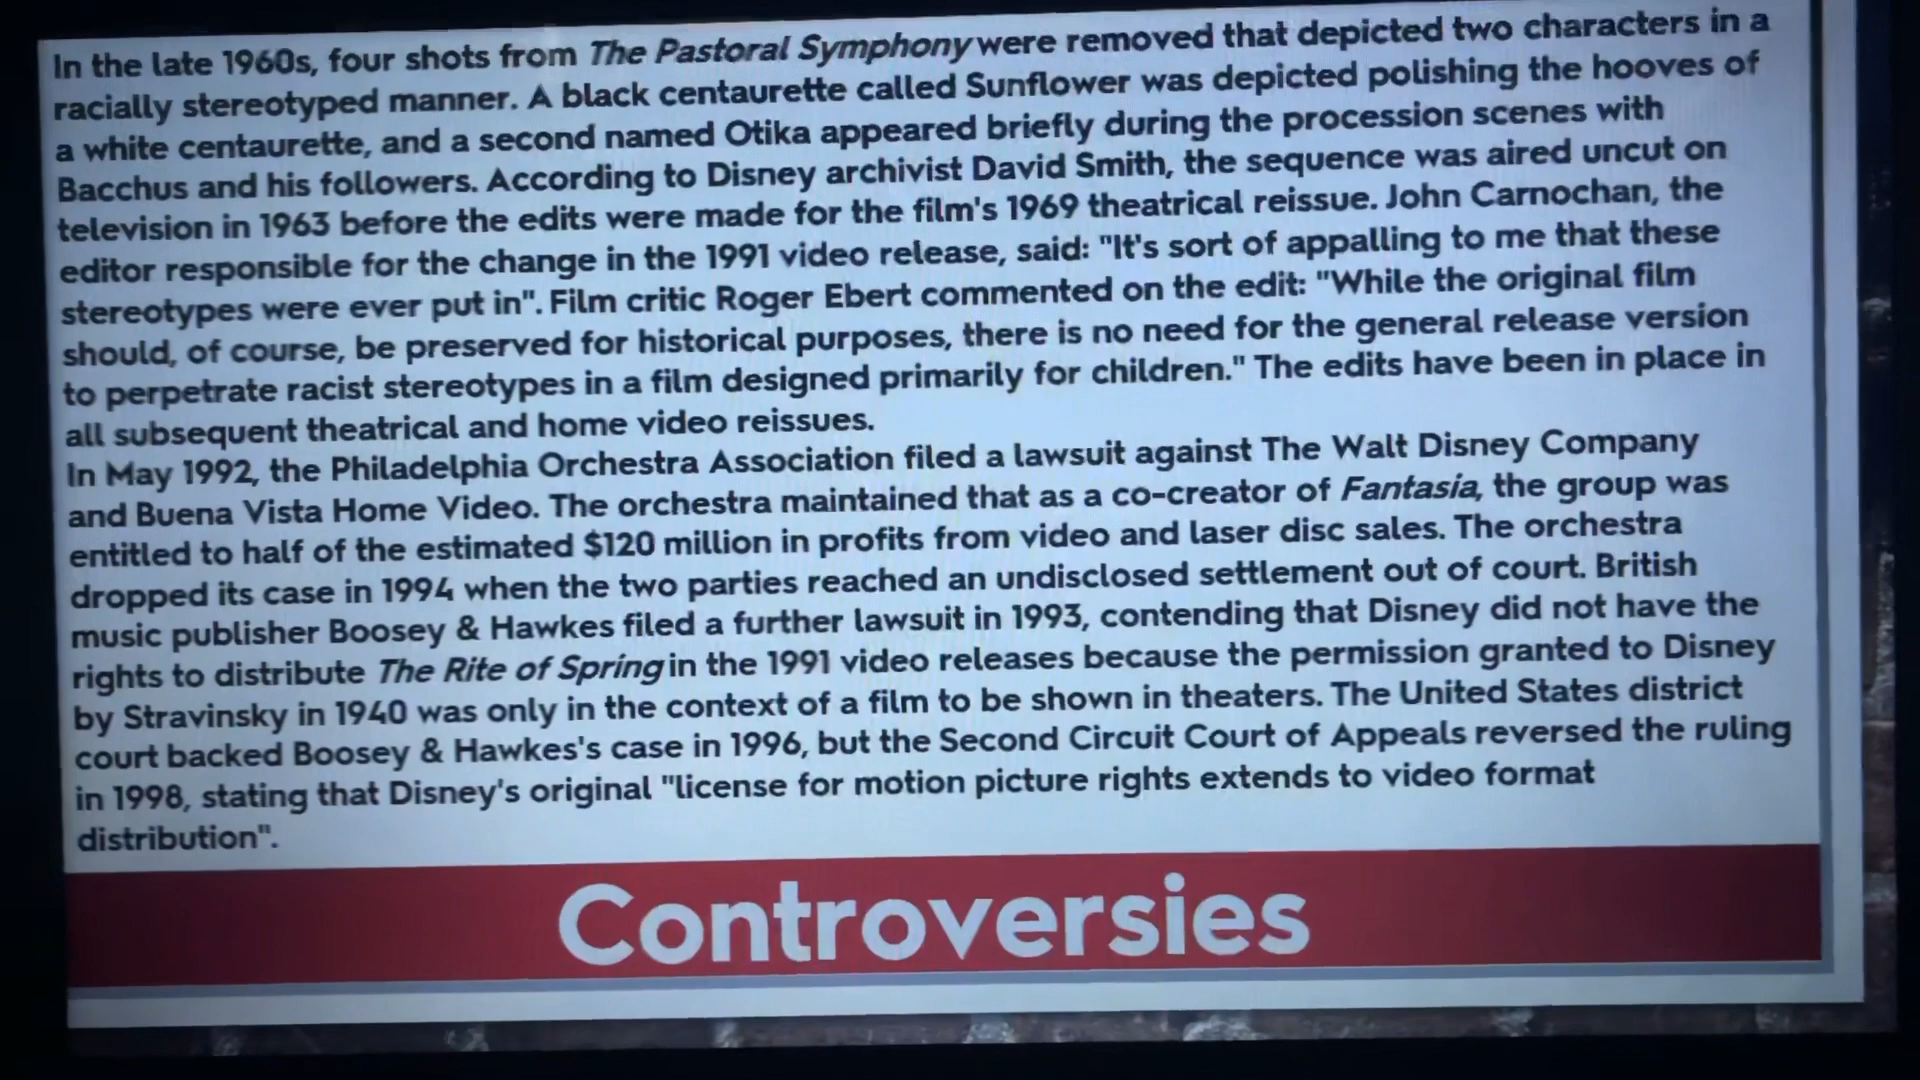 In the late 1960s, four shots from The Pastoral Symphony were removed that depicted two characters in a
racially stereotyped manner. A black centaurette called Sunflower was depicted polishing the hooves of
a white centaurette, and a second named Otika appeared briefly during the procession scenes with
Bacchus and his followers. According to Disney archivist David Smith, the sequence was aired uncut on
television in 1963 before the edits were made for the film's 1969 theatrical reissue. John Carnochan, the
editor responsible for the change in the 1991 video release, said: "It's sort of appalling to me that these
stereotypes were ever put in". Film critic Roger Ebert commented on the edit: "While the original film
should, of course, be preserved for historical purposes, there is no need for the general release version
to perpetrate racist stereotypes in a film designed primarily for children." The edits have been in place in
all subsequent theatrical and home video reissues.
In May 1992, the Philadelphia Orchestra Association filed a lawsuit against The Walt Disney Company
and Buena Vista Home Video. The orchestra maintained that as a co-creator of Fantasia, the group was
entitled to half of the estimated $120 million in profits from video and laser disc sales. The orchestra
dropped its case in 1994 when the two parties reached an undisclosed settlement out of court. British
music publisher Boosey & Hawkes filed a further lawsuit in 1993, contending that Disney did not have the
rights to distribute The Rite of Spring in the 1991 video releases because the permission granted to Disney
by Stravinsky in 1940 was only in the context of a film to be shown in theaters. The United States district
court backed Boosey & Hawkes's case in 1996, but the Second Circuit Court of Appeals reversed the ruling
in 1998, stating that Disney's original "license for motion picture rights extends to video format
distribution".
Controversies